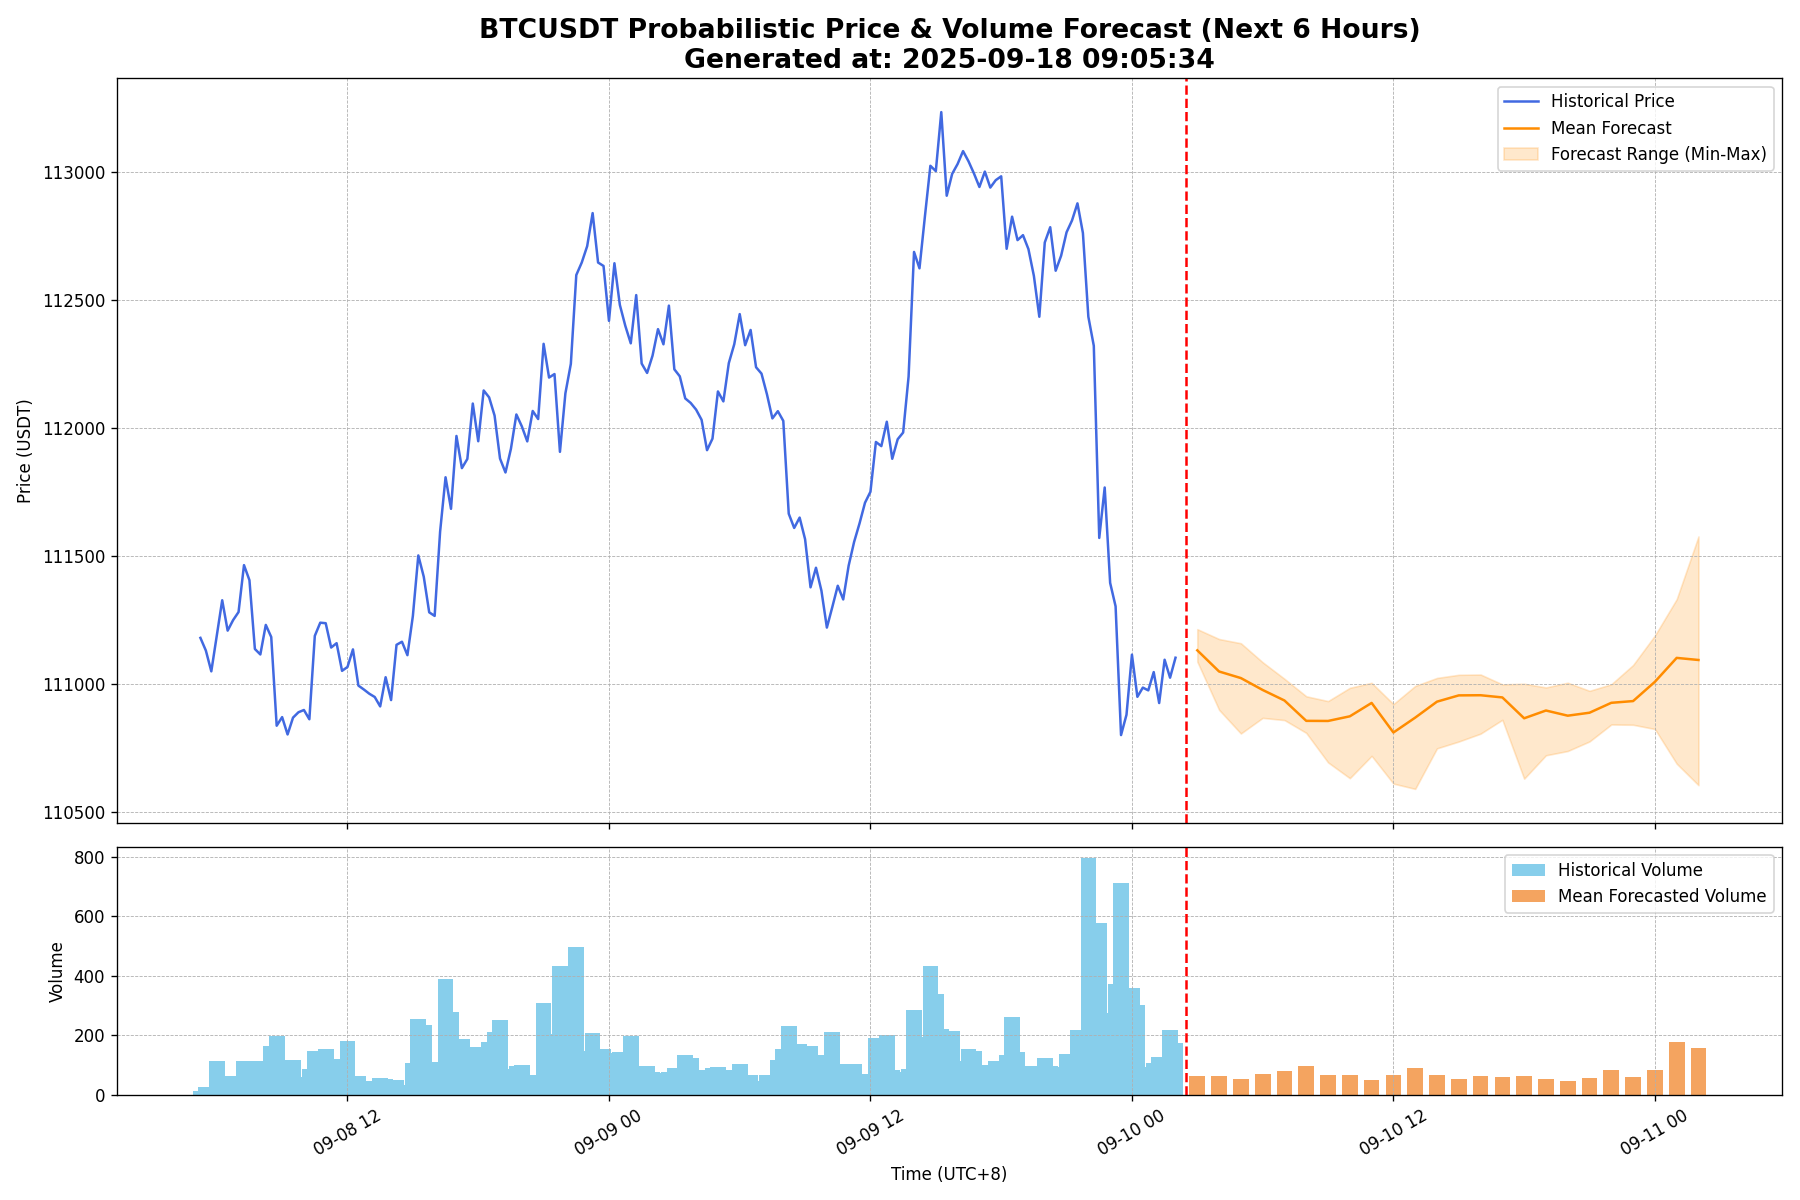 BTCUSDT Probabilistic Price & Volume Forecast (Next 6 Hours)
Generated at: 2025-09-18 09:05:34
Historical Price
Mean Forecast
Forecast Range (Min-Max)
Price (USDT)
113000
112500
112000
111500
111000
110500
Historical Volume
Mean Forecasted Volume
Volume
800
600
400
200
0
09-08 12
09-09 00
09-09 12
09-10 00
09-10 12
09-11 00
Time (UTC+8)